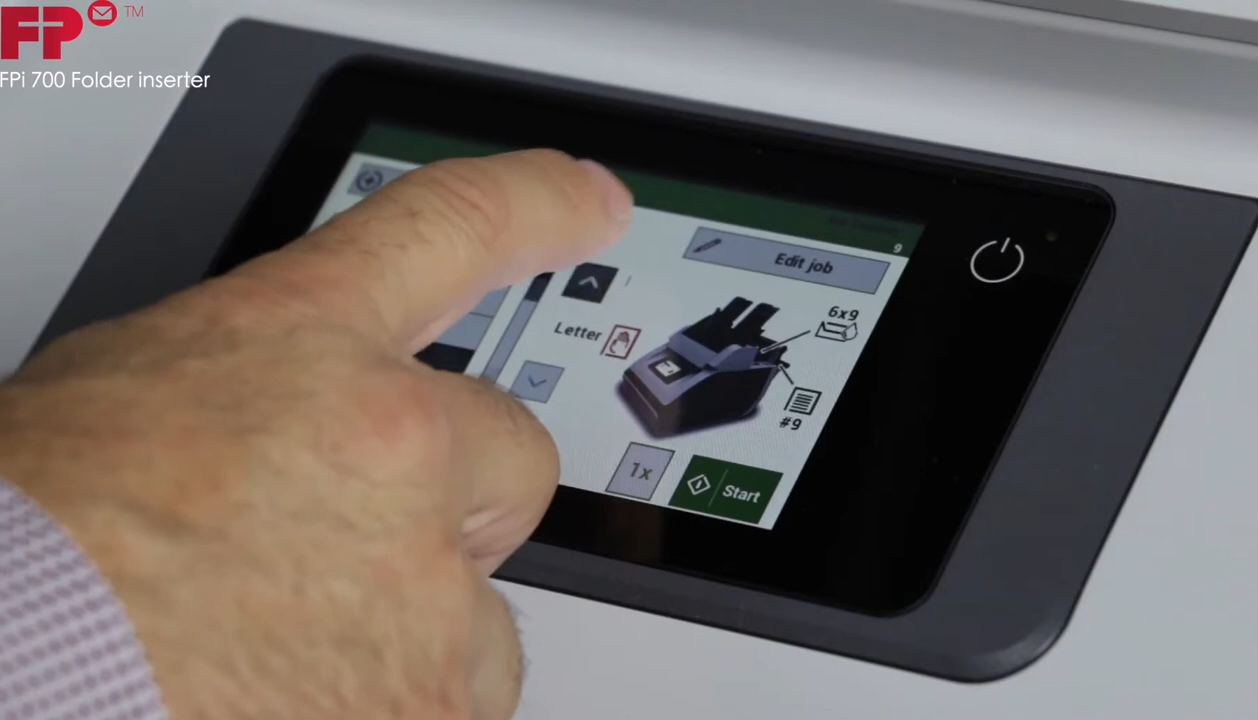 FP TM
FPi 700 Folder inserter
9
Edit job
6x9
Letter
#9
1x
Start